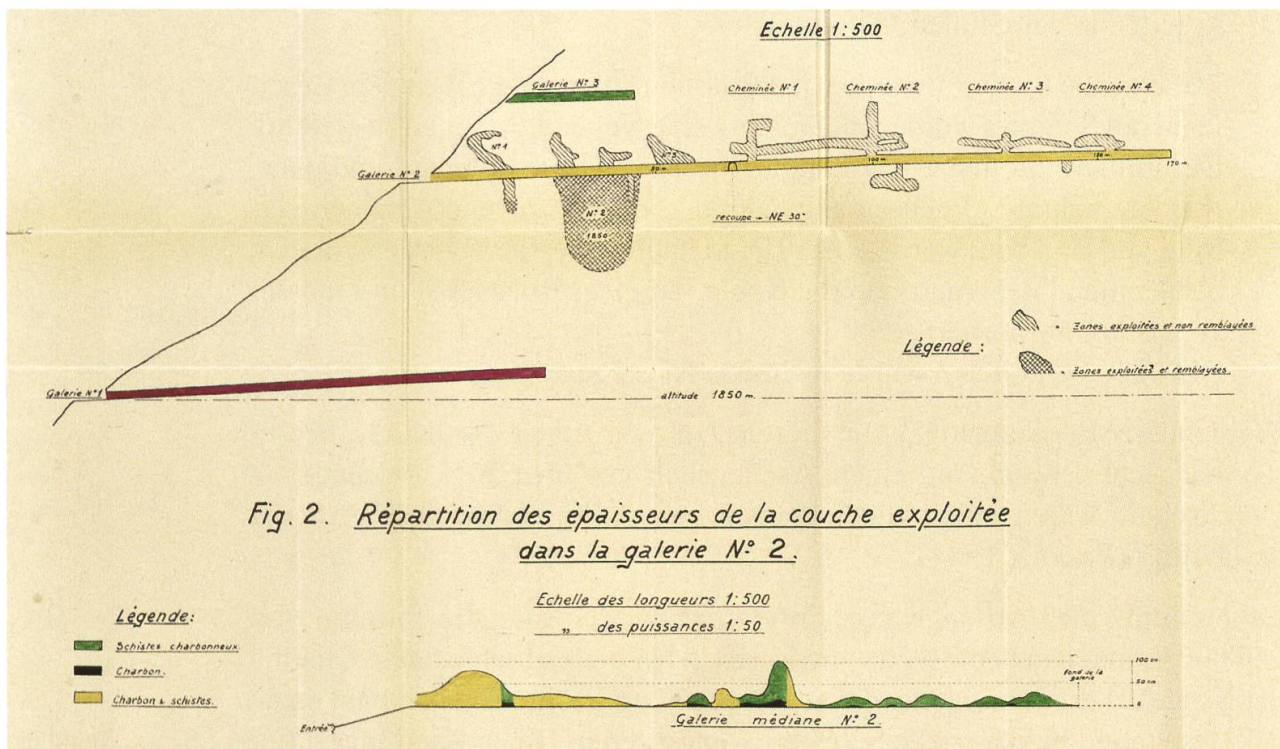 Echelle 1:500
Galerie N° 3
Cheminée N° 1
Cheminée N° 2
Cheminée N° 3
Cheminée N° 4
N° 1
N° 3
Galerie N° 2
50 m.
100 m.
150 m.
170 m.
N° 2
1850
recoupe - NE 30°
Légende :
- Zones exploitées et non remblayées
- Zones exploitées et remblayées
Galerie N° 1
altitude 1850 m.
Fig. 2. Répartition des épaisseurs de la couche exploitée
dans la galerie N° 2.
Echelle des longueurs 1:500
„ des puissances 1:50
Légende:
Schistes charbonneux
Charbon.
Charbon & schistes.
Entrée
Galerie médiane N° 2.
Fond de la
galerie
100 cm
50 cm
0